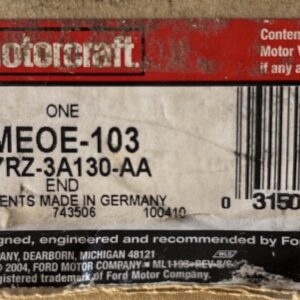 otorcraft
Conten
Motor
if any a
ONE
MEOE-103
7RZ-3A130-AA
END
ENTS MADE IN GERMANY
743506 100410
0 3150
gned, engineered and recommended by Fo
ANY, DEARBORN, MICHIGAN 48121
© 2004, FORD MOTOR COMPANY
trademark of Ford Motor Company.